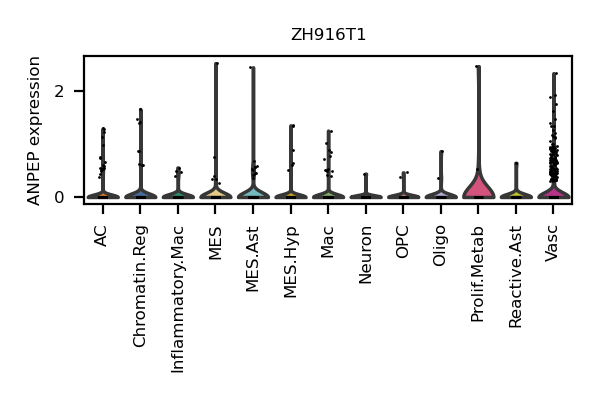 ZH916T1
ANPEP expression
2
0
AC
Chromatin.Reg
Inflammatory.Mac
MES
MES.Ast
MES.Hyp
Mac
Neuron
OPC
Oligo
Prolif.Metab
Reactive.Ast
Vasc